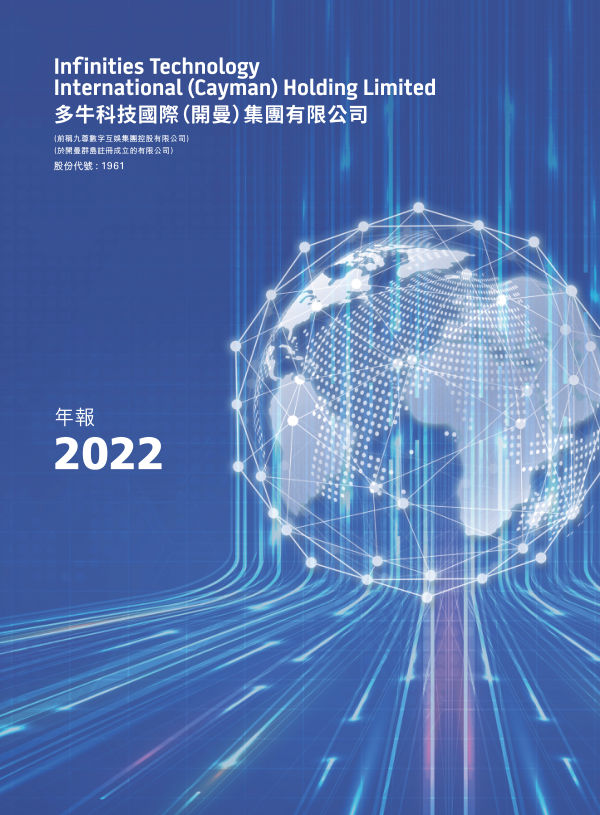 Infinities Technology
International (Cayman) Holding Limited
多牛科技國際（開曼）集團有限公司
(前稱九尊數字互娛集團控股有限公司)
(於開曼群島註冊成立的有限公司)
股份代號 : 1961
年報
2022